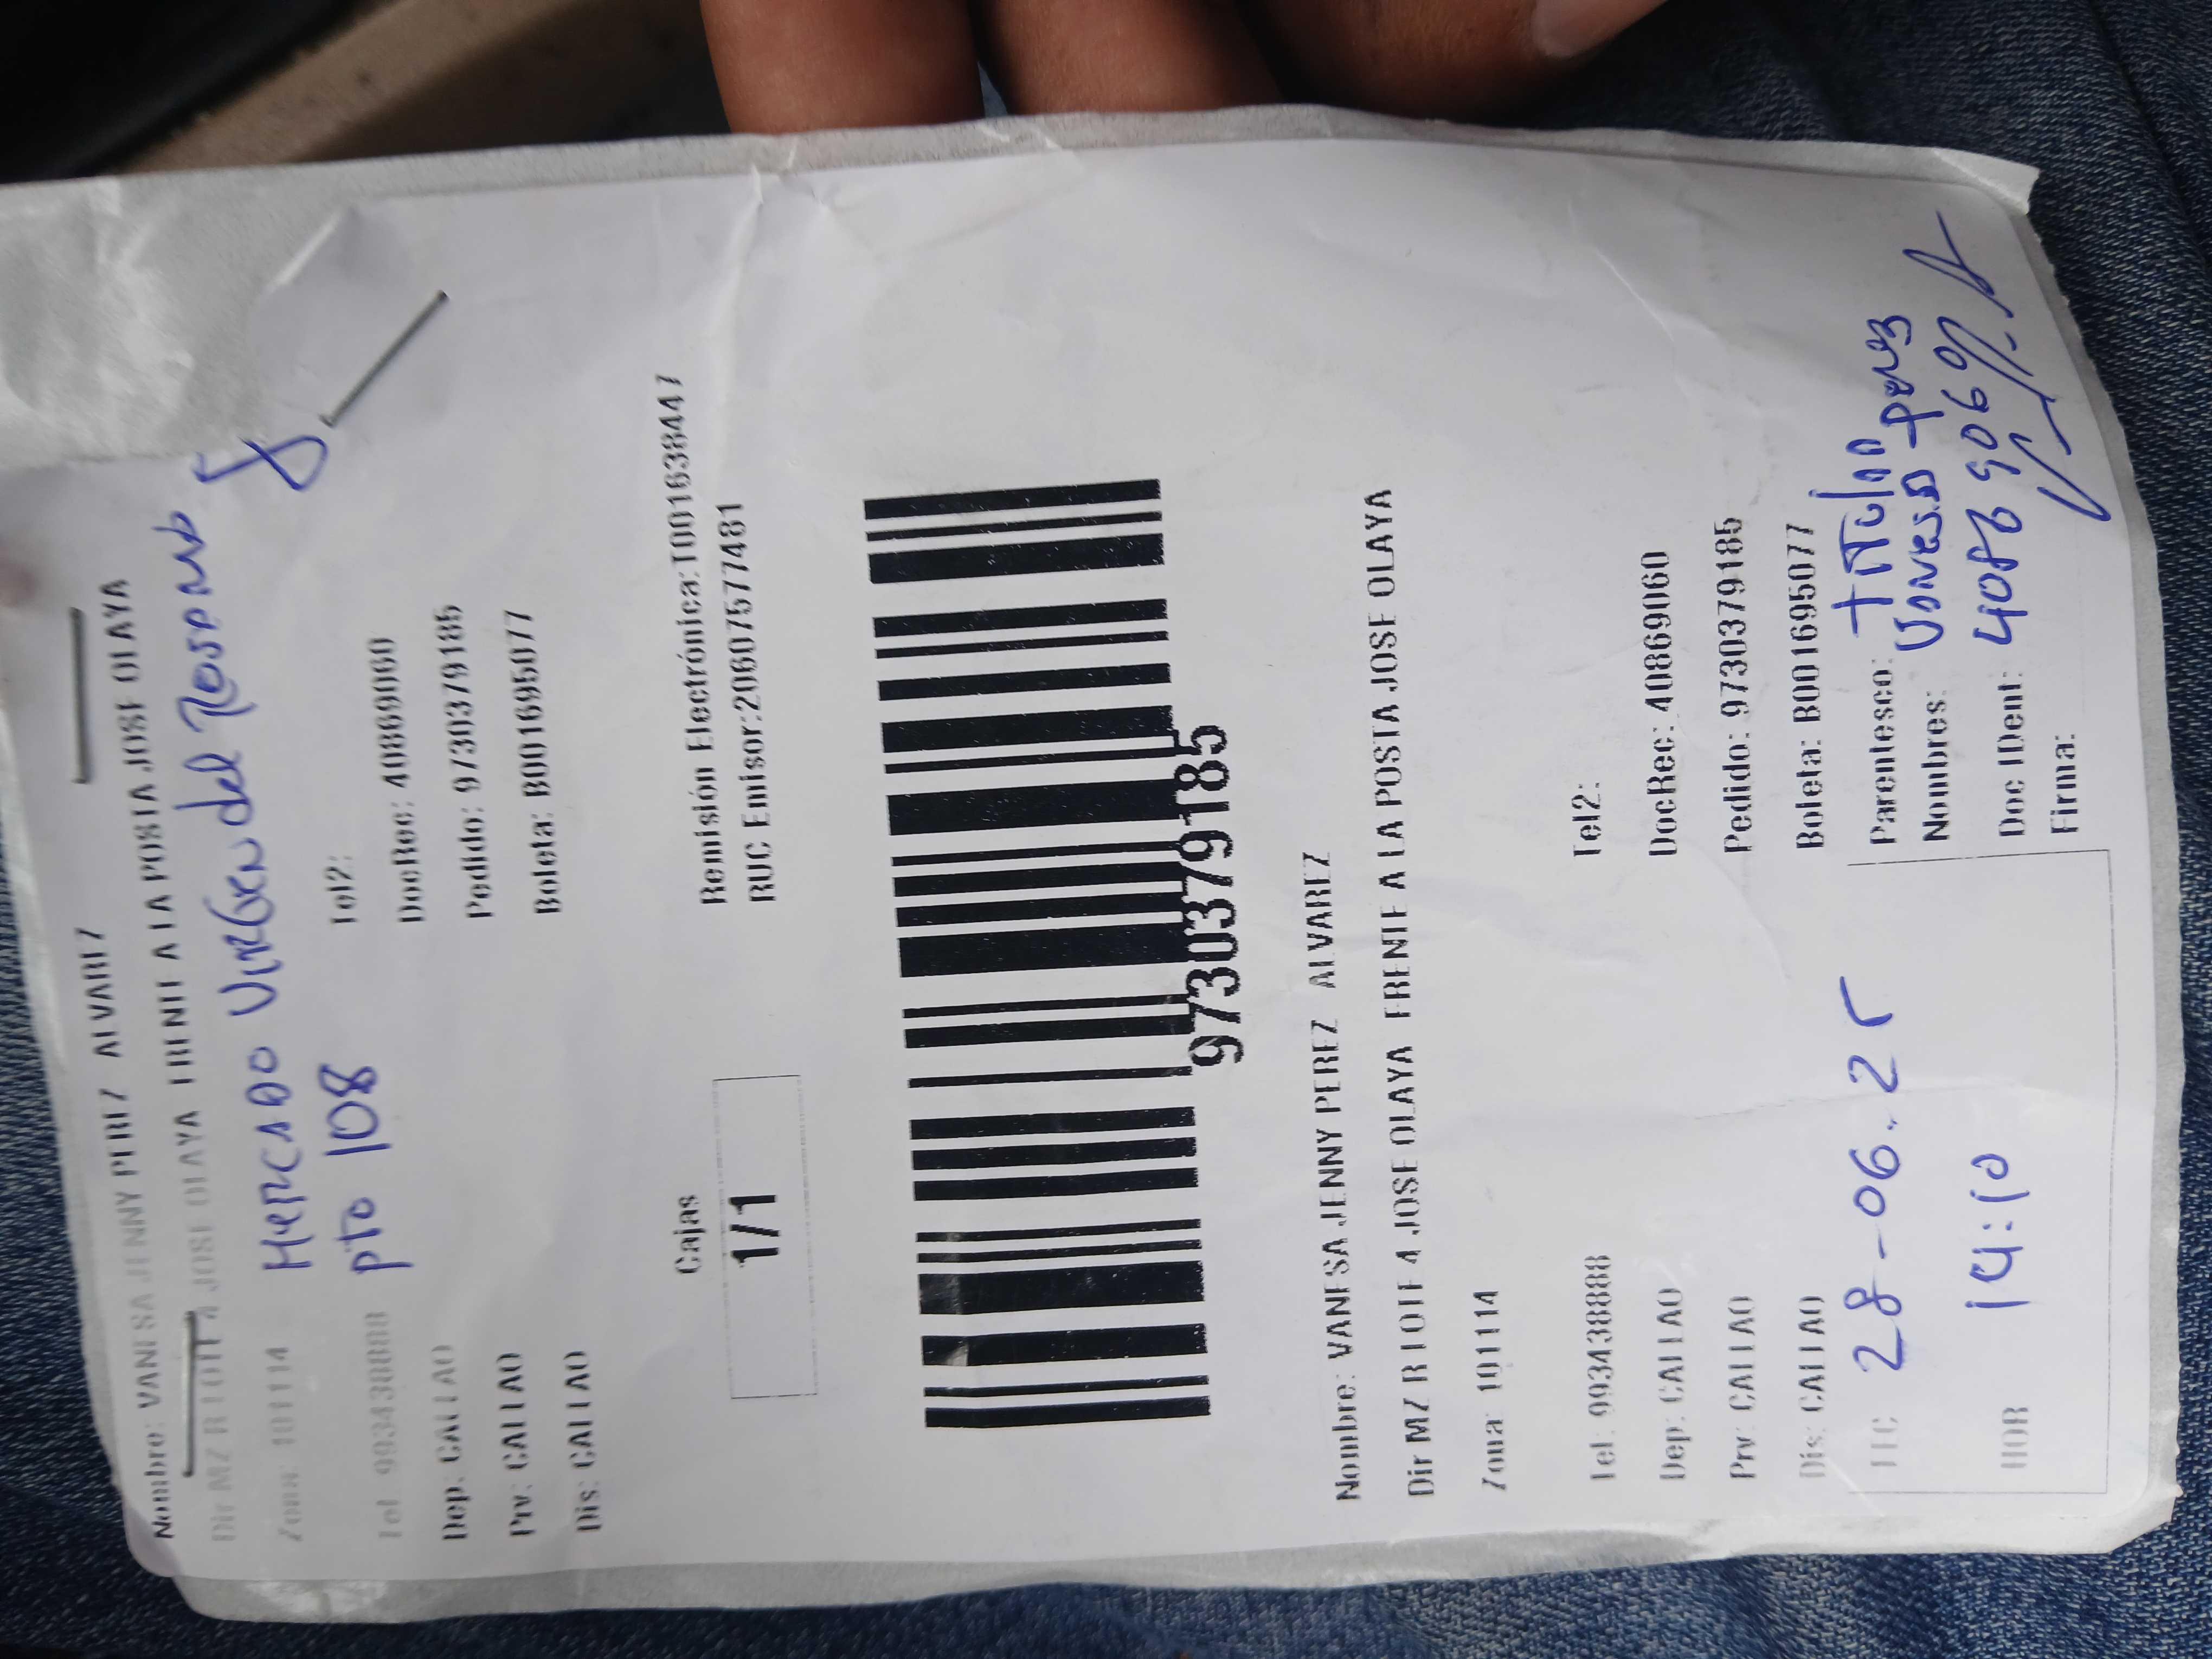 Nombre: VANESA JENNY PEREZ ALVAREZ
Dir MZ R LOTE 4 JOSE OLAYA FRENTE A LA POSTA JOSE OLAYA
Zona: 101114
Mercado Virgen del Rosario
pto 108
Tel: 99343888
Tel2:
Dep: CALLAO
DocRec: 40869060
Prv: CALLAO
Pedido: 9730379185
Dis: CALLAO
Boleta: B001695077
Cajas
1/1
Remisión Electrónica:T001638447
RUC Emisor:20607577481
9730379185
Nombre: VANESA JENNY PEREZ ALVAREZ
Dir MZ R LOTE 4 JOSE OLAYA FRENTE A LA POSTA JOSE OLAYA
Zona: 101114
Tel: 99343888
Tel2:
Dep: CALLAO
DocRec: 40869060
Prv: CALLAO
Pedido: 9730379185
Dis: CALLAO
Boleta: B001695077
FEC 28-06.25
HOR 14:10
Parentesco: Titular
Nombres: Vanesa Perez
Doc IDent: 40869060
Firma: